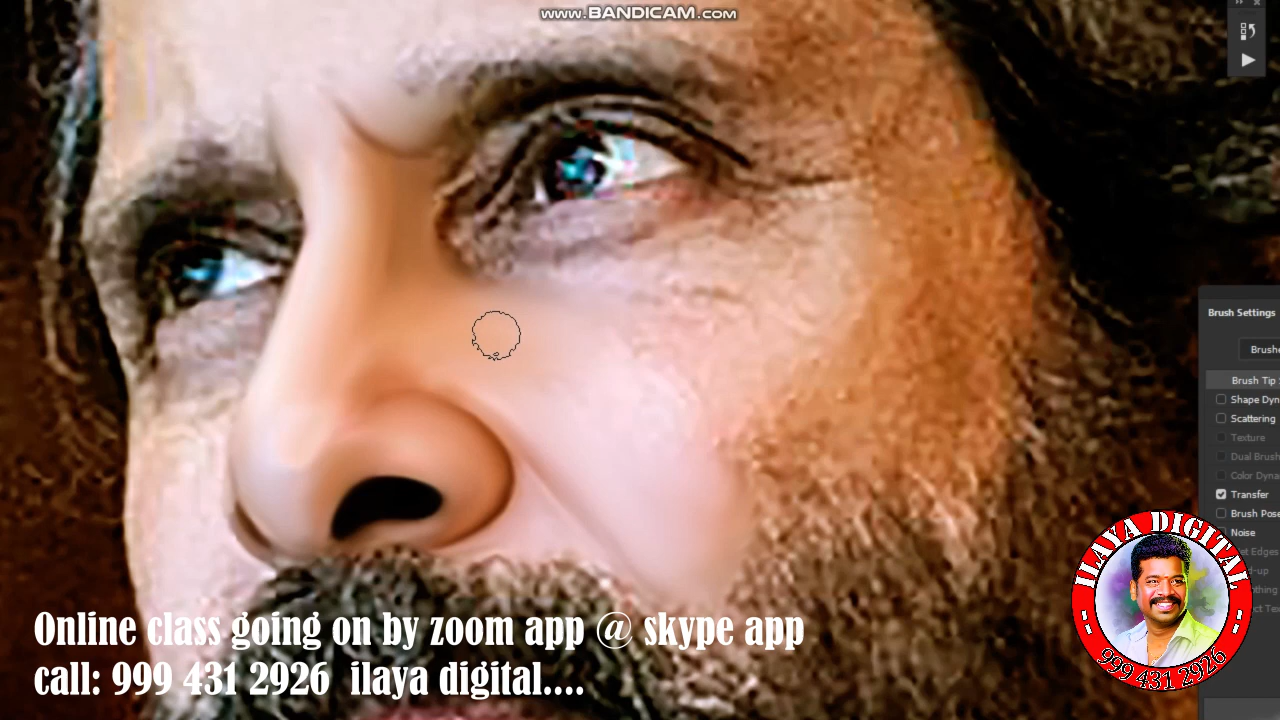 www.BANDICAM.com
Brush Settings
Brushe
Brush Tip
Shape Dyn
Scattering
Texture
Dual Brush
Color Dyna
Transfer
Brush Pose
Noise
ILAYA DIGITAL
999 431 2926
Online class going on by zoom app @ skype app
call: 999 431 2926 ilaya digital....